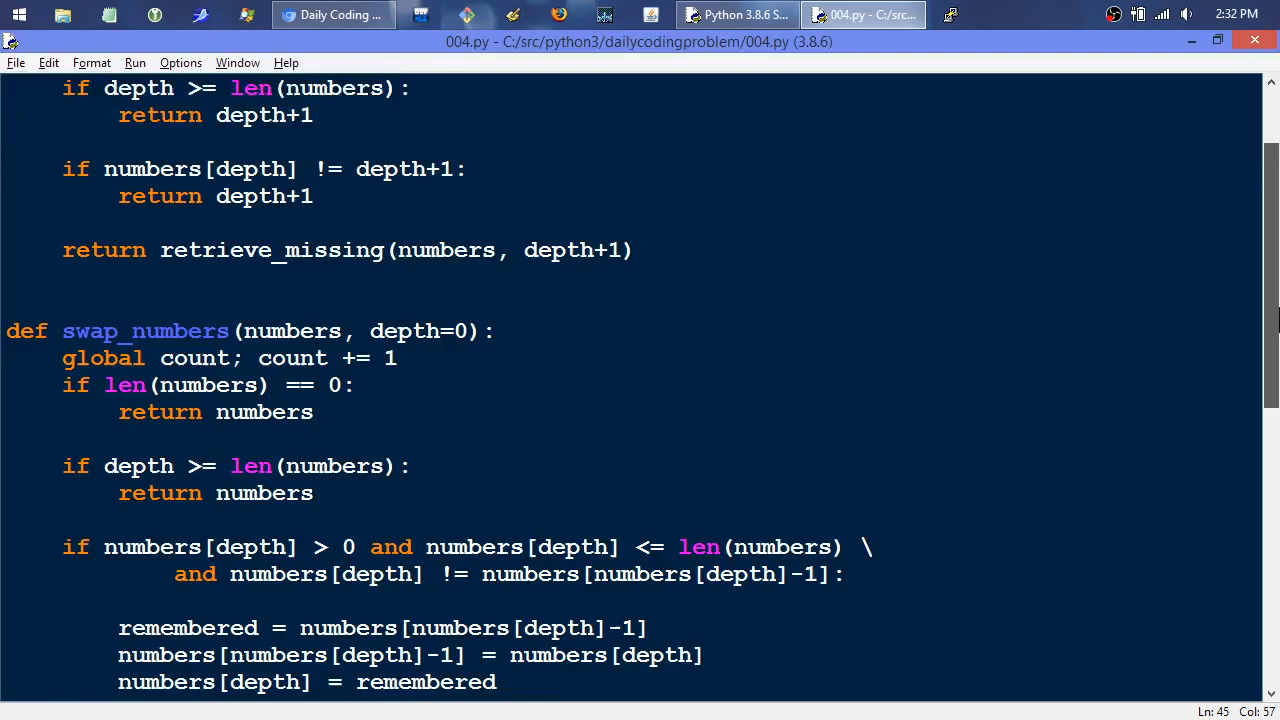 Daily Coding ...
Python 3.8.6 S...
004.py - C:/src...
2:32 PM
004.py - C:/src/python3/dailycodingproblem/004.py (3.8.6)
File Edit Format Run Options Window Help
    if depth >= len(numbers):
        return depth+1

    if numbers[depth] != depth+1:
        return depth+1

    return retrieve_missing(numbers, depth+1)


def swap_numbers(numbers, depth=0):
    global count; count += 1
    if len(numbers) == 0:
        return numbers

    if depth >= len(numbers):
        return numbers

    if numbers[depth] > 0 and numbers[depth] <= len(numbers) \
            and numbers[depth] != numbers[numbers[depth]-1]:

        remembered = numbers[numbers[depth]-1]
        numbers[numbers[depth]-1] = numbers[depth]
        numbers[depth] = remembered
Ln: 45 Col: 57